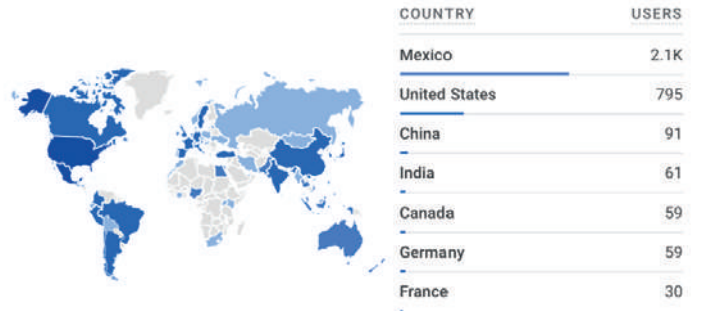 COUNTRY USERS
Mexico 2.1K
United States 795
China 91
India 61
Canada 59
Germany 59
France 30